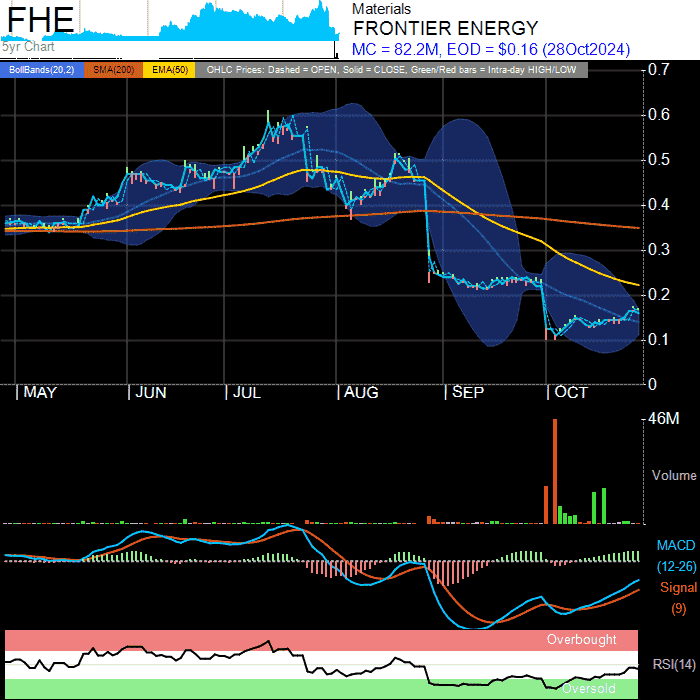 FHE
5yr Chart
Materials
FRONTIER ENERGY
MC = 82.2M, EOD = $0.16 (28Oct2024)
BollBands(20,2) SMA(200) EMA(50) OHLC Prices: Dashed = OPEN, Solid = CLOSE, Green/Red bars = Intra-day HIGH/LOW
0.7
0.6
0.5
0.4
0.3
0.2
0.1
0
MAY JUN JUL AUG SEP OCT
46M
Volume
MACD
(12-26)
Signal
(9)
Overbought
RSI(14)
Oversold